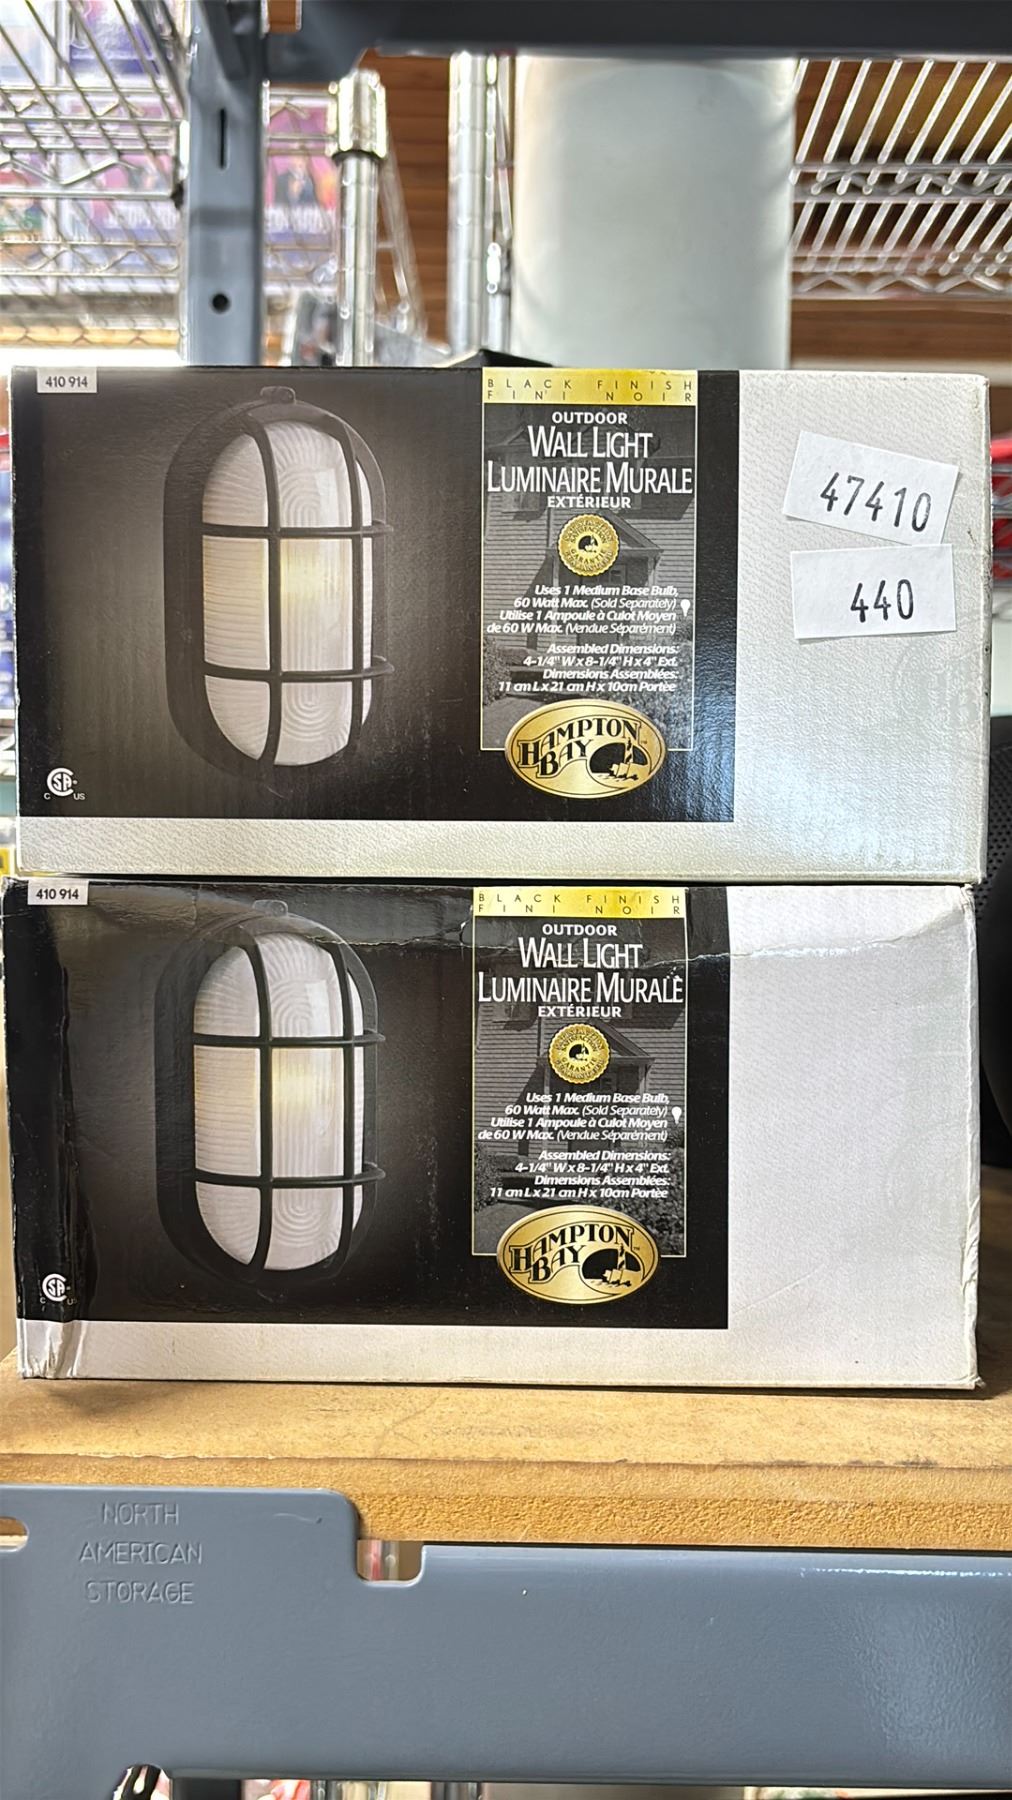 410 914
BLACK FINISH
FINI NOIR
OUTDOOR
WALL LIGHT
LUMINAIRE MURALE
EXTÉRIEUR
GARANTIE
Uses 1 Medium Base Bulb,
60 Watt Max. (Sold Separately)
Utilise 1 Ampoule à Culot Moyen
de 60 W Max. (Vendue Séparément)
Assembled Dimensions:
4-1/4" W x 8-1/4" H x 4" Ext.
Dimensions Assemblées:
11 cm L x 21 cm H x 10cm Portée
HAMPTON
BAY
47410
440
C US
410 914
BLACK FINISH
FINI NOIR
OUTDOOR
WALL LIGHT
LUMINAIRE MURALE
EXTÉRIEUR
GARANTIE
Uses 1 Medium Base Bulb,
60 Watt Max. (Sold Separately)
Utilise 1 Ampoule à Culot Moyen
de 60 W Max. (Vendue Séparément)
Assembled Dimensions:
4-1/4" W x 8-1/4" H x 4" Ext.
Dimensions Assemblées:
11 cm L x 21 cm H x 10cm Portée
HAMPTON
BAY
C US
NORTH
AMERICAN
STORAGE